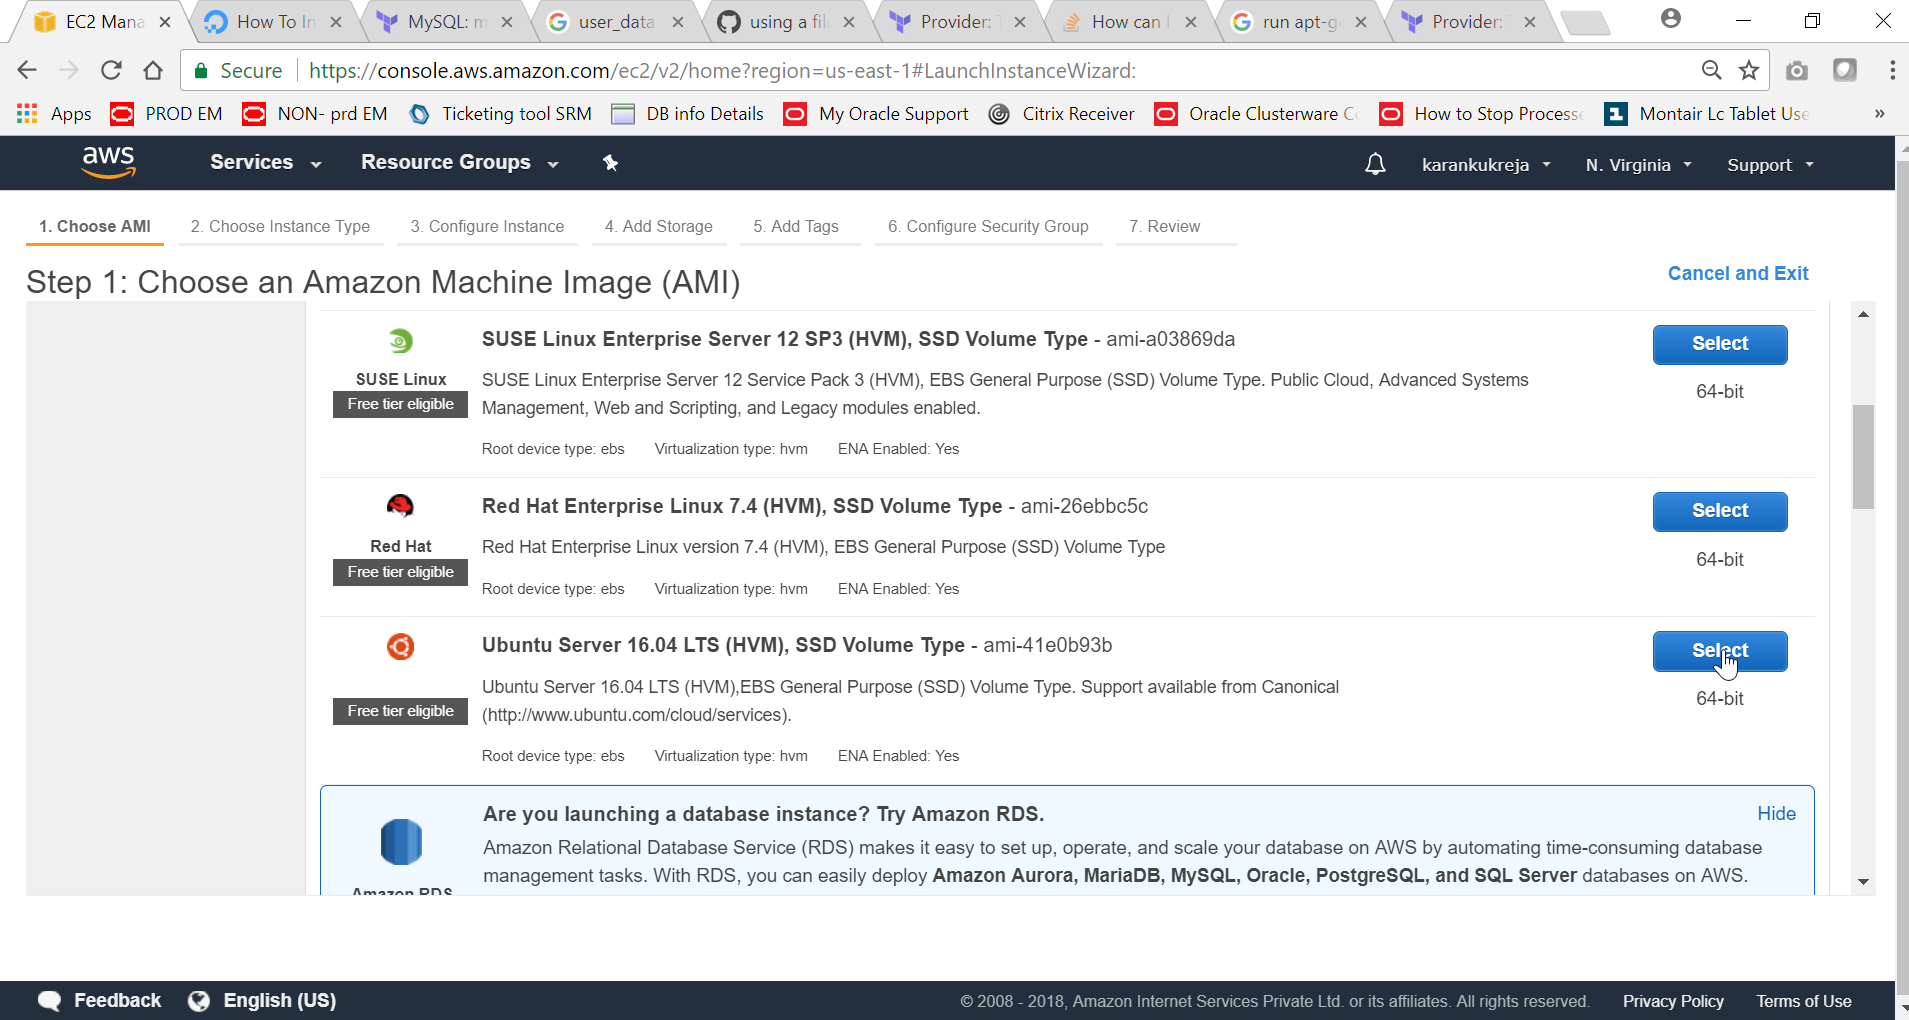 EC2 Mana
How To In
MySQL: m
user_data
using a fil
Provider: T
How can I
run apt-g
Provider: T
Secure
https://console.aws.amazon.com/ec2/v2/home?region=us-east-1#LaunchInstanceWizard:
Apps PROD EM NON- prd EM Ticketing tool SRM DB info Details My Oracle Support Citrix Receiver Oracle Clusterware C How to Stop Processe Montair Lc Tablet Use »
aws Services Resource Groups karankukreja N. Virginia Support
1. Choose AMI 2. Choose Instance Type 3. Configure Instance 4. Add Storage 5. Add Tags 6. Configure Security Group 7. Review
Step 1: Choose an Amazon Machine Image (AMI)
Cancel and Exit
SUSE Linux
Free tier eligible
SUSE Linux Enterprise Server 12 SP3 (HVM), SSD Volume Type - ami-a03869da
SUSE Linux Enterprise Server 12 Service Pack 3 (HVM), EBS General Purpose (SSD) Volume Type. Public Cloud, Advanced Systems
Management, Web and Scripting, and Legacy modules enabled.
Root device type: ebs Virtualization type: hvm ENA Enabled: Yes
Select
64-bit
Red Hat
Free tier eligible
Red Hat Enterprise Linux 7.4 (HVM), SSD Volume Type - ami-26ebbc5c
Red Hat Enterprise Linux version 7.4 (HVM), EBS General Purpose (SSD) Volume Type
Root device type: ebs Virtualization type: hvm ENA Enabled: Yes
Select
64-bit
Free tier eligible
Ubuntu Server 16.04 LTS (HVM), SSD Volume Type - ami-41e0b93b
Ubuntu Server 16.04 LTS (HVM),EBS General Purpose (SSD) Volume Type. Support available from Canonical
(http://www.ubuntu.com/cloud/services).
Root device type: ebs Virtualization type: hvm ENA Enabled: Yes
Select
64-bit
Amazon RDS
Are you launching a database instance? Try Amazon RDS.
Hide
Amazon Relational Database Service (RDS) makes it easy to set up, operate, and scale your database on AWS by automating time-consuming database
management tasks. With RDS, you can easily deploy Amazon Aurora, MariaDB, MySQL, Oracle, PostgreSQL, and SQL Server databases on AWS.
Feedback English (US) © 2008 - 2018, Amazon Internet Services Private Ltd. or its affiliates. All rights reserved. Privacy Policy Terms of Use